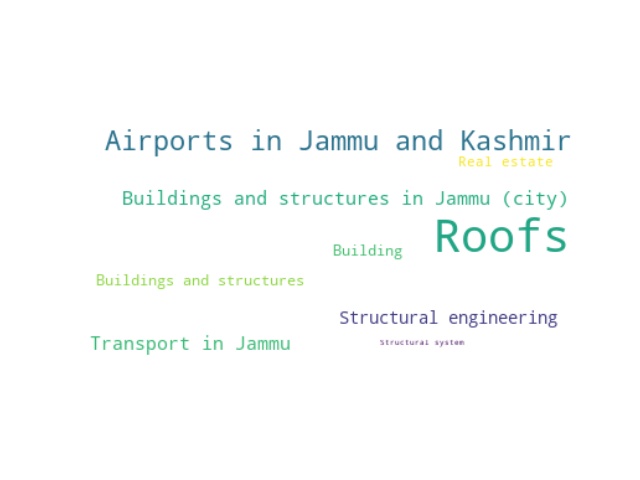 Airports in Jammu and Kashmir
Real estate
Buildings and structures in Jammu (city)
Roofs
Building
Buildings and structures
Structural engineering
Transport in Jammu
Structural system